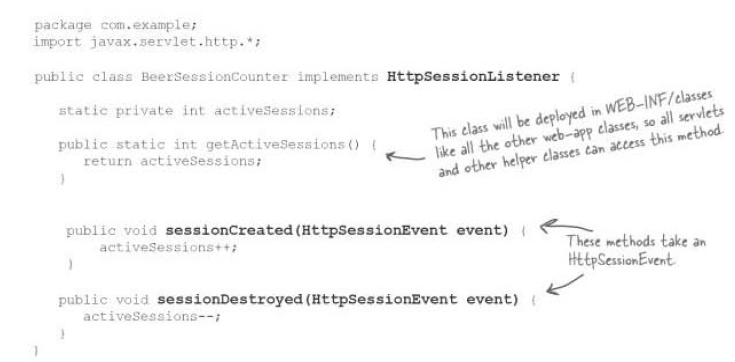 package com.example;
import javax.servlet.http.*;
public class BeerSessionCounter implements HttpSessionListener {
static private int activeSessions;
public static int getActiveSessions() {
return activeSessions;
}
This class will be deployed in WEB-INF/classes
like all the other web-app classes, so all servlets
and other helper classes can access this method.
public void sessionCreated(HttpSessionEvent event) {
activeSessions++;
}
These methods take an
HttpSessionEvent.
public void sessionDestroyed(HttpSessionEvent event) {
activeSessions--;
}
}